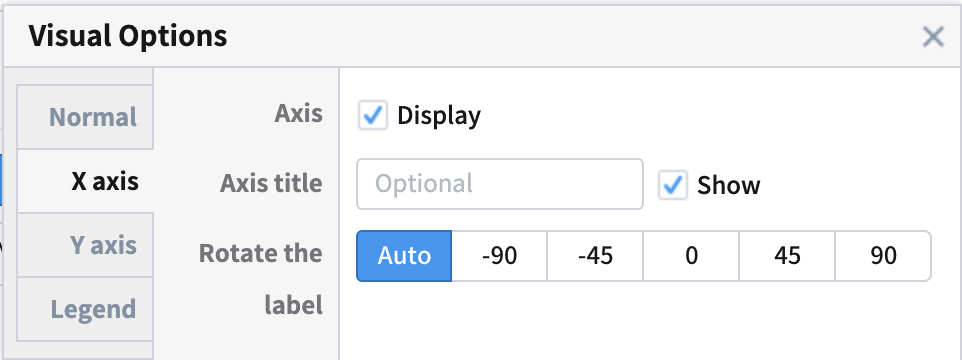 Visual Options
Normal
X axis
Y axis
Legend
Axis
Display
Axis title
Optional
Show
Rotate the
label
Auto
-90
-45
0
45
90